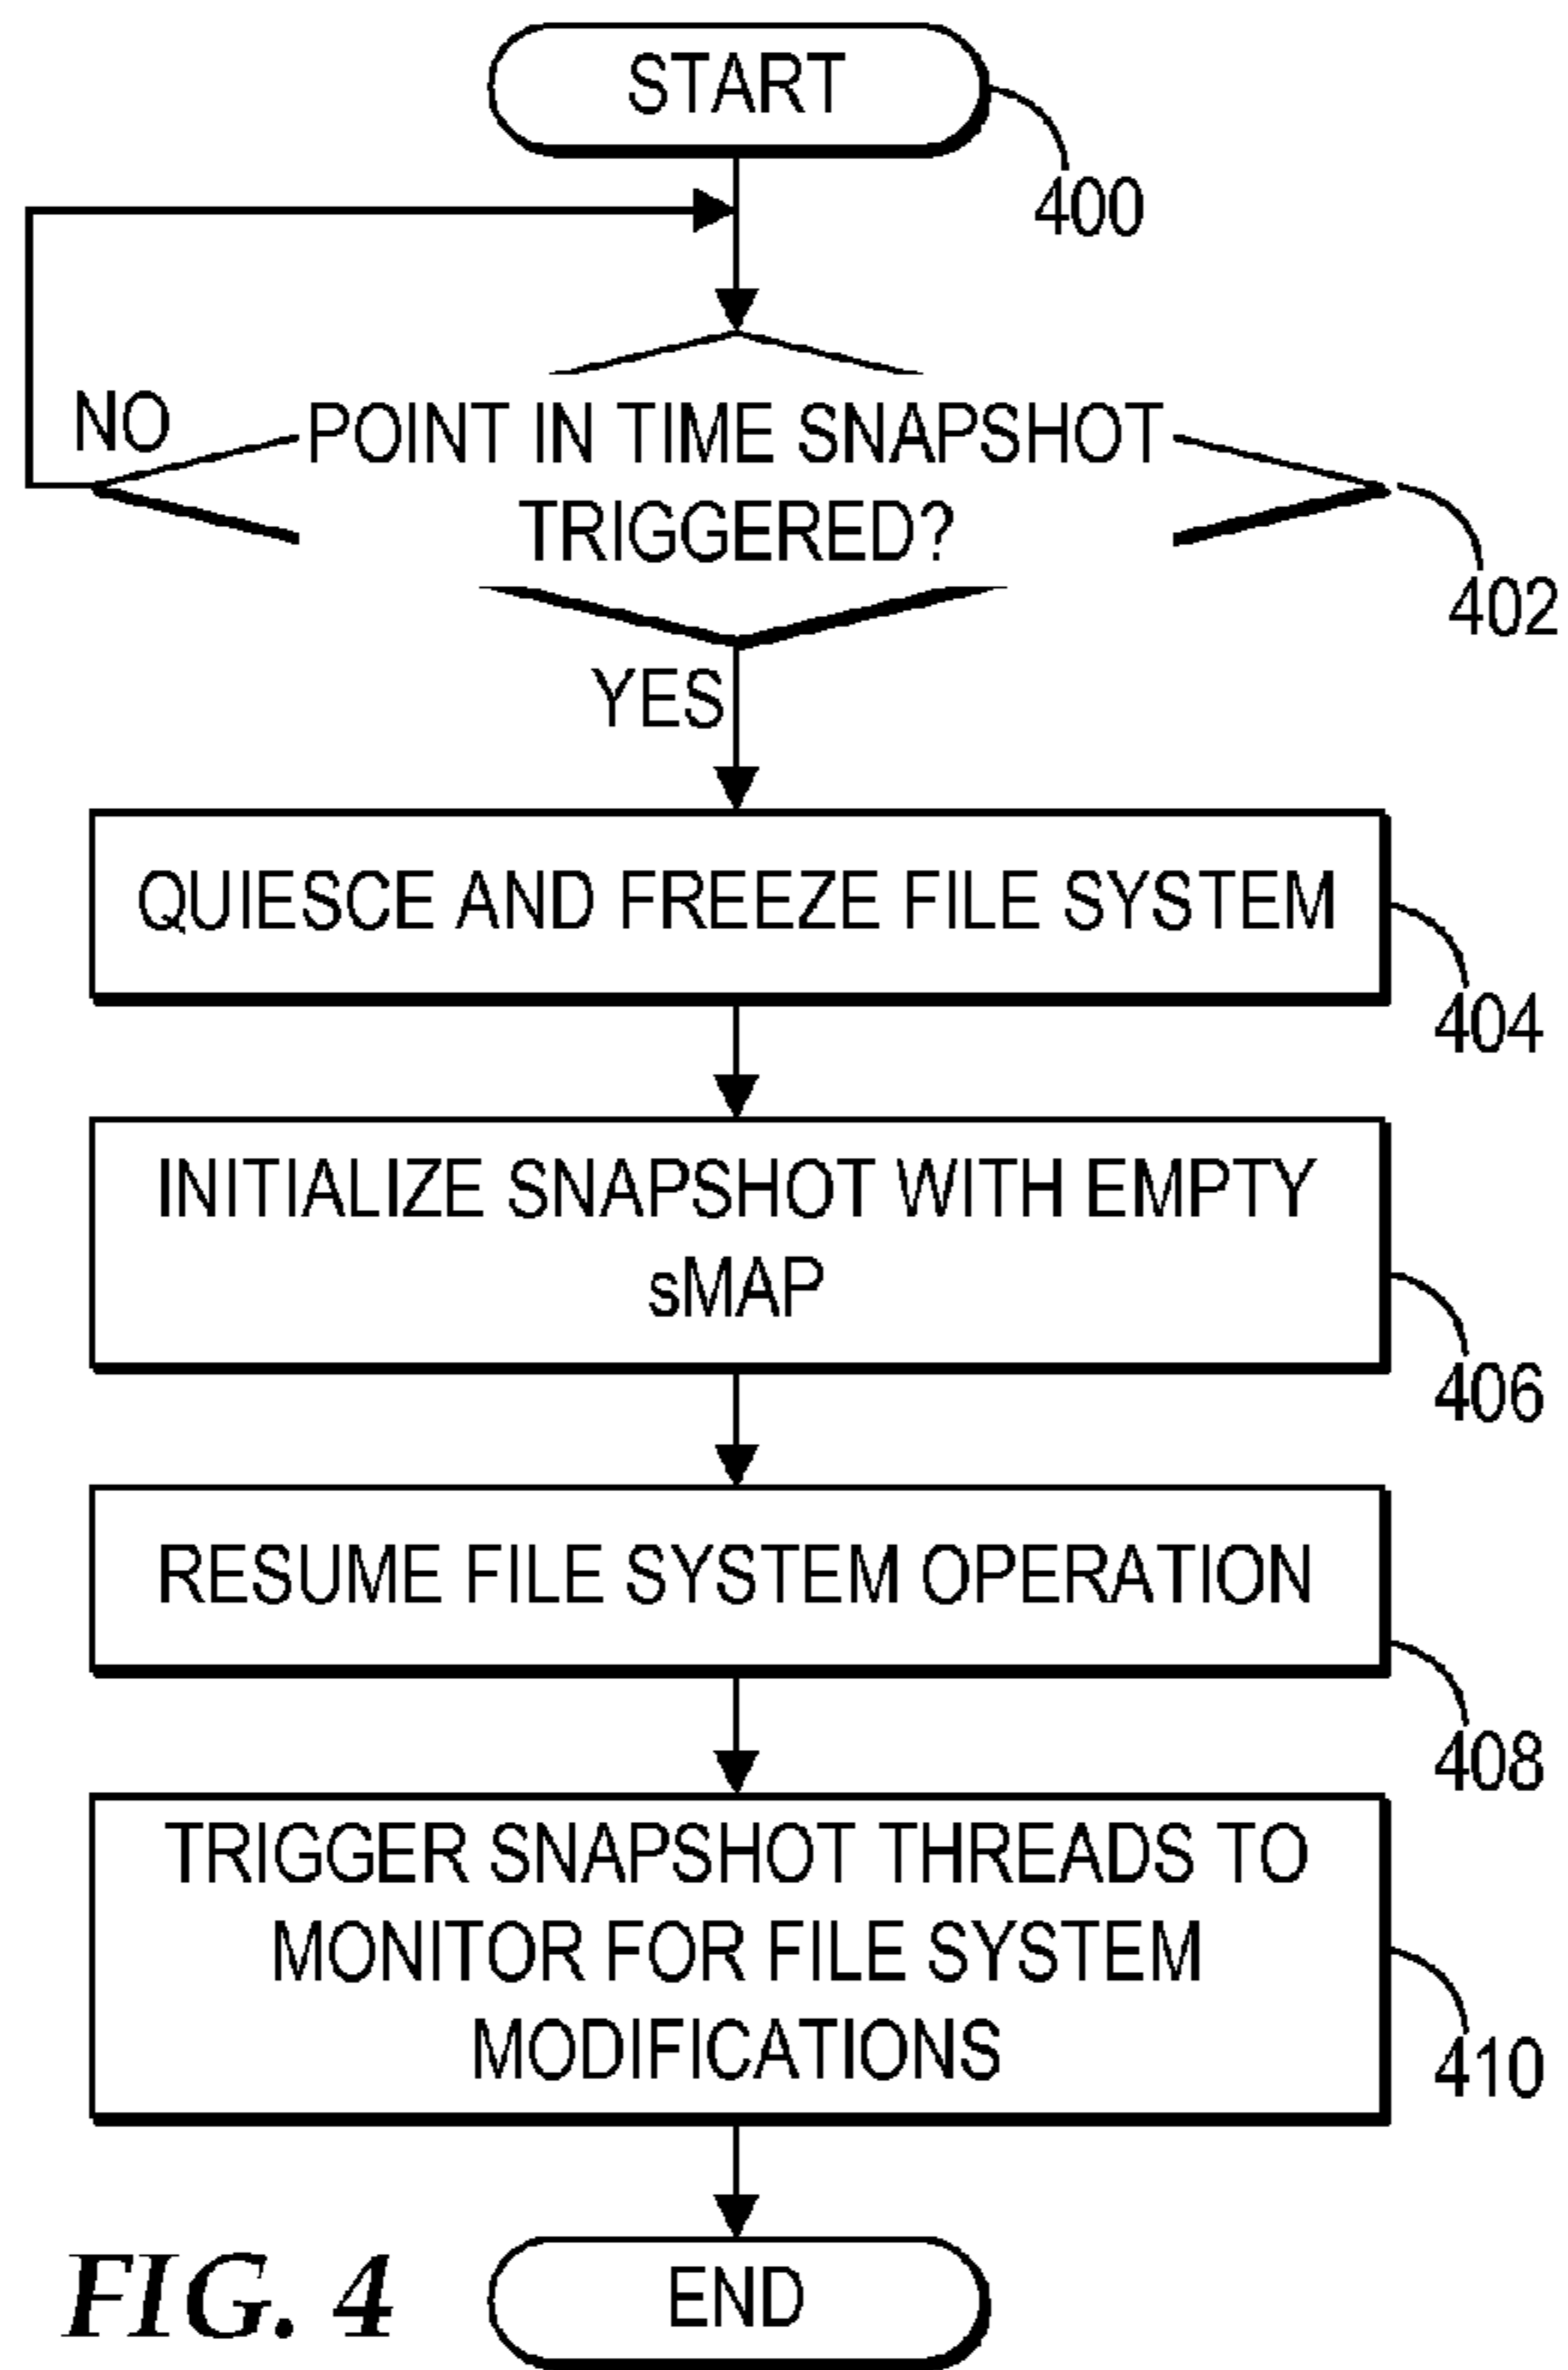 START
400
NO
POINT IN TIME SNAPSHOT
TRIGGERED?
402
YES
QUIESCE AND FREEZE FILE SYSTEM
404
INITIALIZE SNAPSHOT WITH EMPTY
sMAP
406
RESUME FILE SYSTEM OPERATION
408
TRIGGER SNAPSHOT THREADS TO
MONITOR FOR FILE SYSTEM
MODIFICATIONS
410
END
FIG. 4